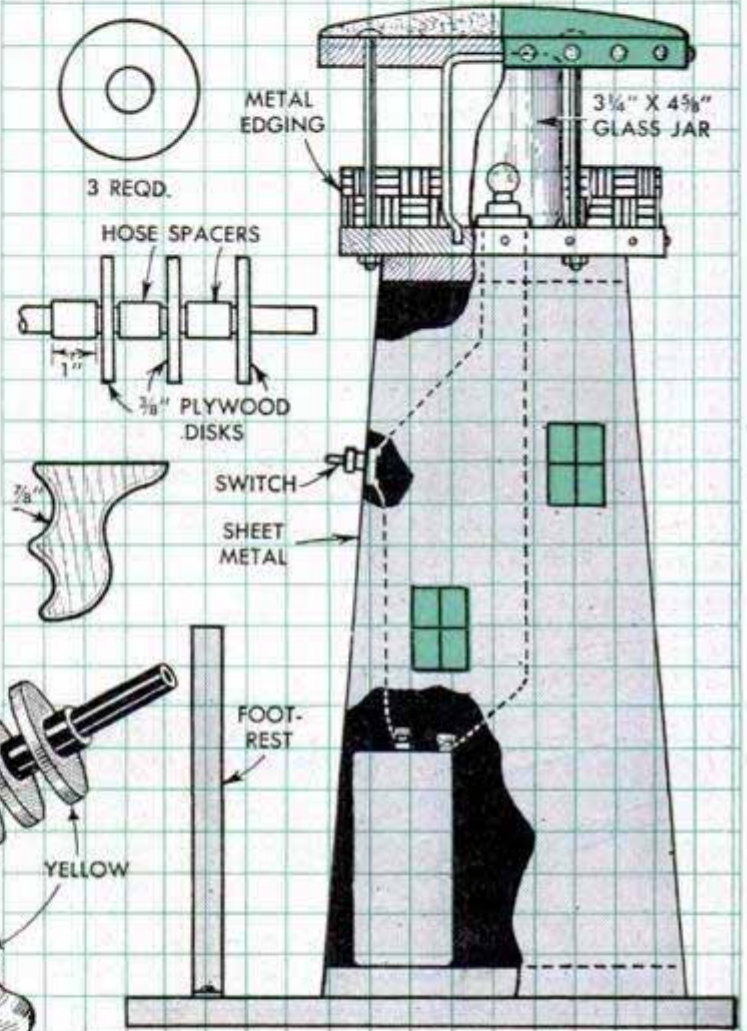 METAL
EDGING
3¼" X 4⅝"
GLASS JAR
3 REQD.
HOSE SPACERS
1"
⅜" PLYWOOD
DISKS
SWITCH
⅞"
SHEET
METAL
FOOT-
REST
YELLOW